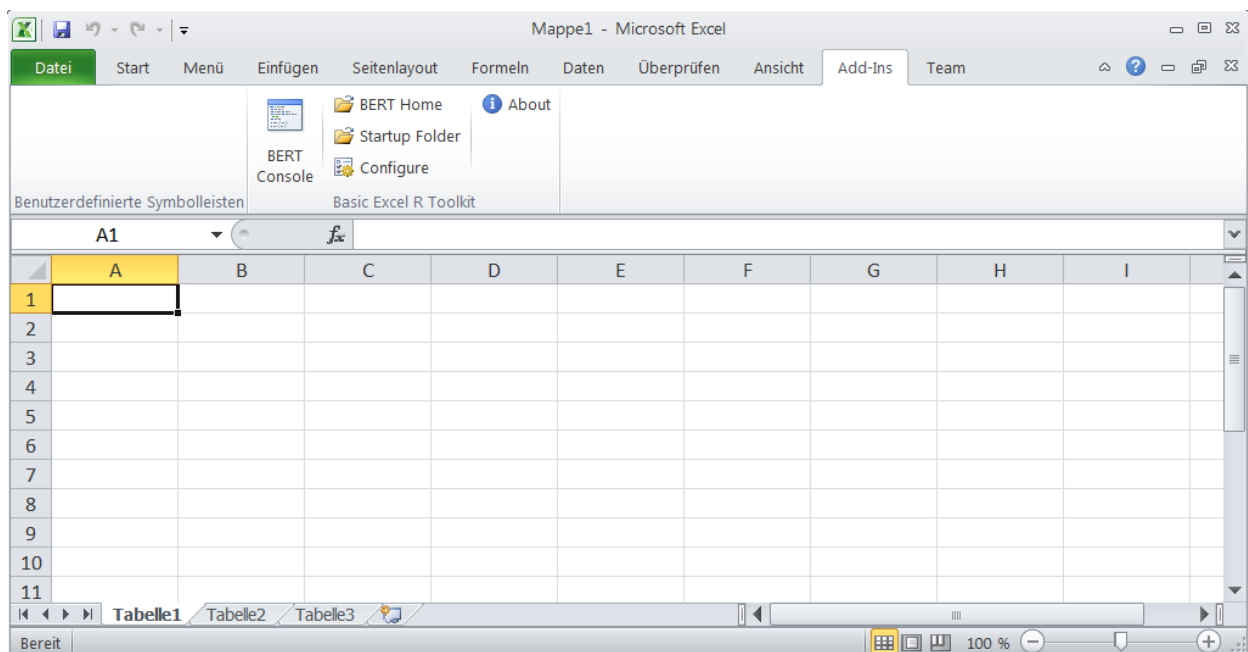 Mappe1 - Microsoft Excel
Datei Start Menü Einfügen Seitenlayout Formeln Daten Überprüfen Ansicht Add-Ins Team
BERT Console
BERT Home
Startup Folder
Configure
About
Benutzerdefinierte Symbolleisten Basic Excel R Toolkit
A1 fx
A B C D E F G H I
1
2
3
4
5
6
7
8
9
10
11
Tabelle1 Tabelle2 Tabelle3
Bereit 100 %